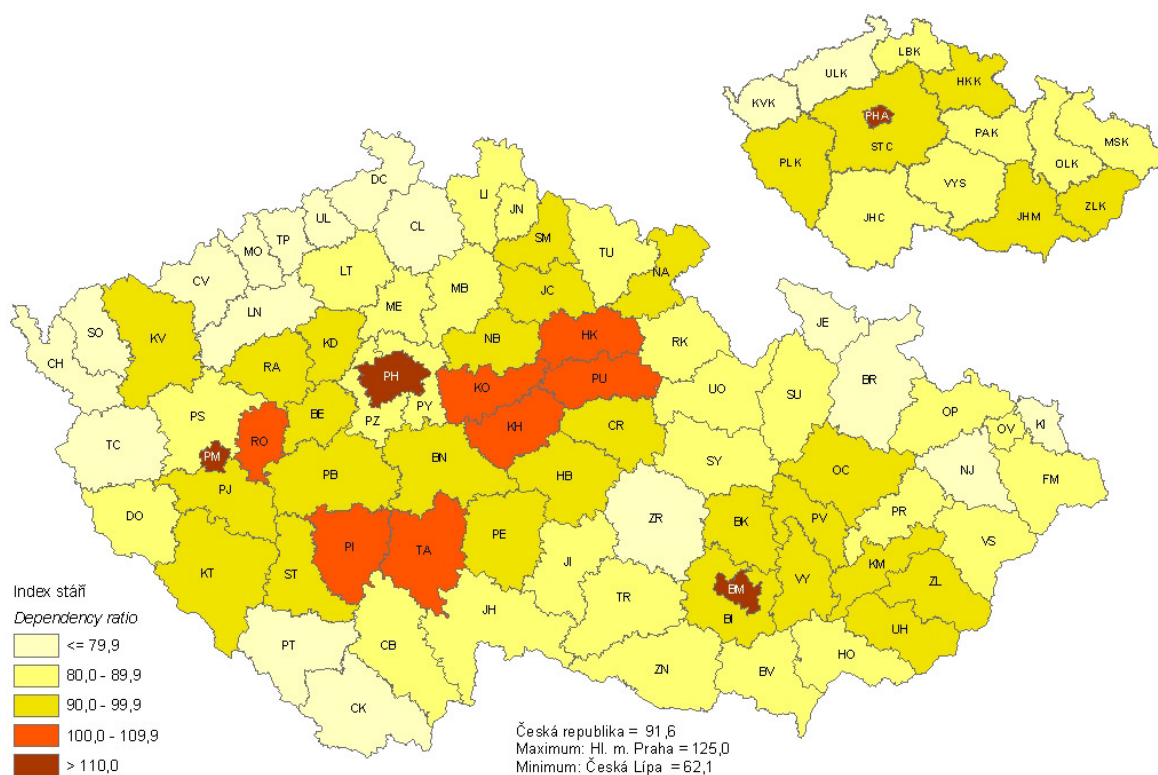 LBK
ULK
HKK
KVK
PHA
PAK
STC
MSK
PLK
OLK
VYS
JHC
JHM
ZLK
DC
LI
JN
UL
CL
TP
SM
TU
MO
CV
LT
NA
MB
JC
ME
LN
SO
KV
JE
KD
HK
NB
CH
RA
RK
PH
KO
PU
BR
PY
UO
SU
PS
BE
PZ
OP
RO
KH
CR
OV
KI
TC
PM
BN
SY
PB
HB
OC
NJ
FM
PJ
DO
ZR
PR
BK
PV
PE
VS
PI
TA
KT
ST
JI
KM
ZL
VY
BM
TR
JH
BI
UH
PT
CB
HO
ZN
BV
CK
Index stáří
Dependency ratio
<= 79,9
80,0 - 89,9
90,0 - 99,9
100,0 - 109,9
> 110,0
Česká republika = 91,6
Maximum: Hl. m. Praha = 125,0
Minimum: Česká Lípa = 62,1